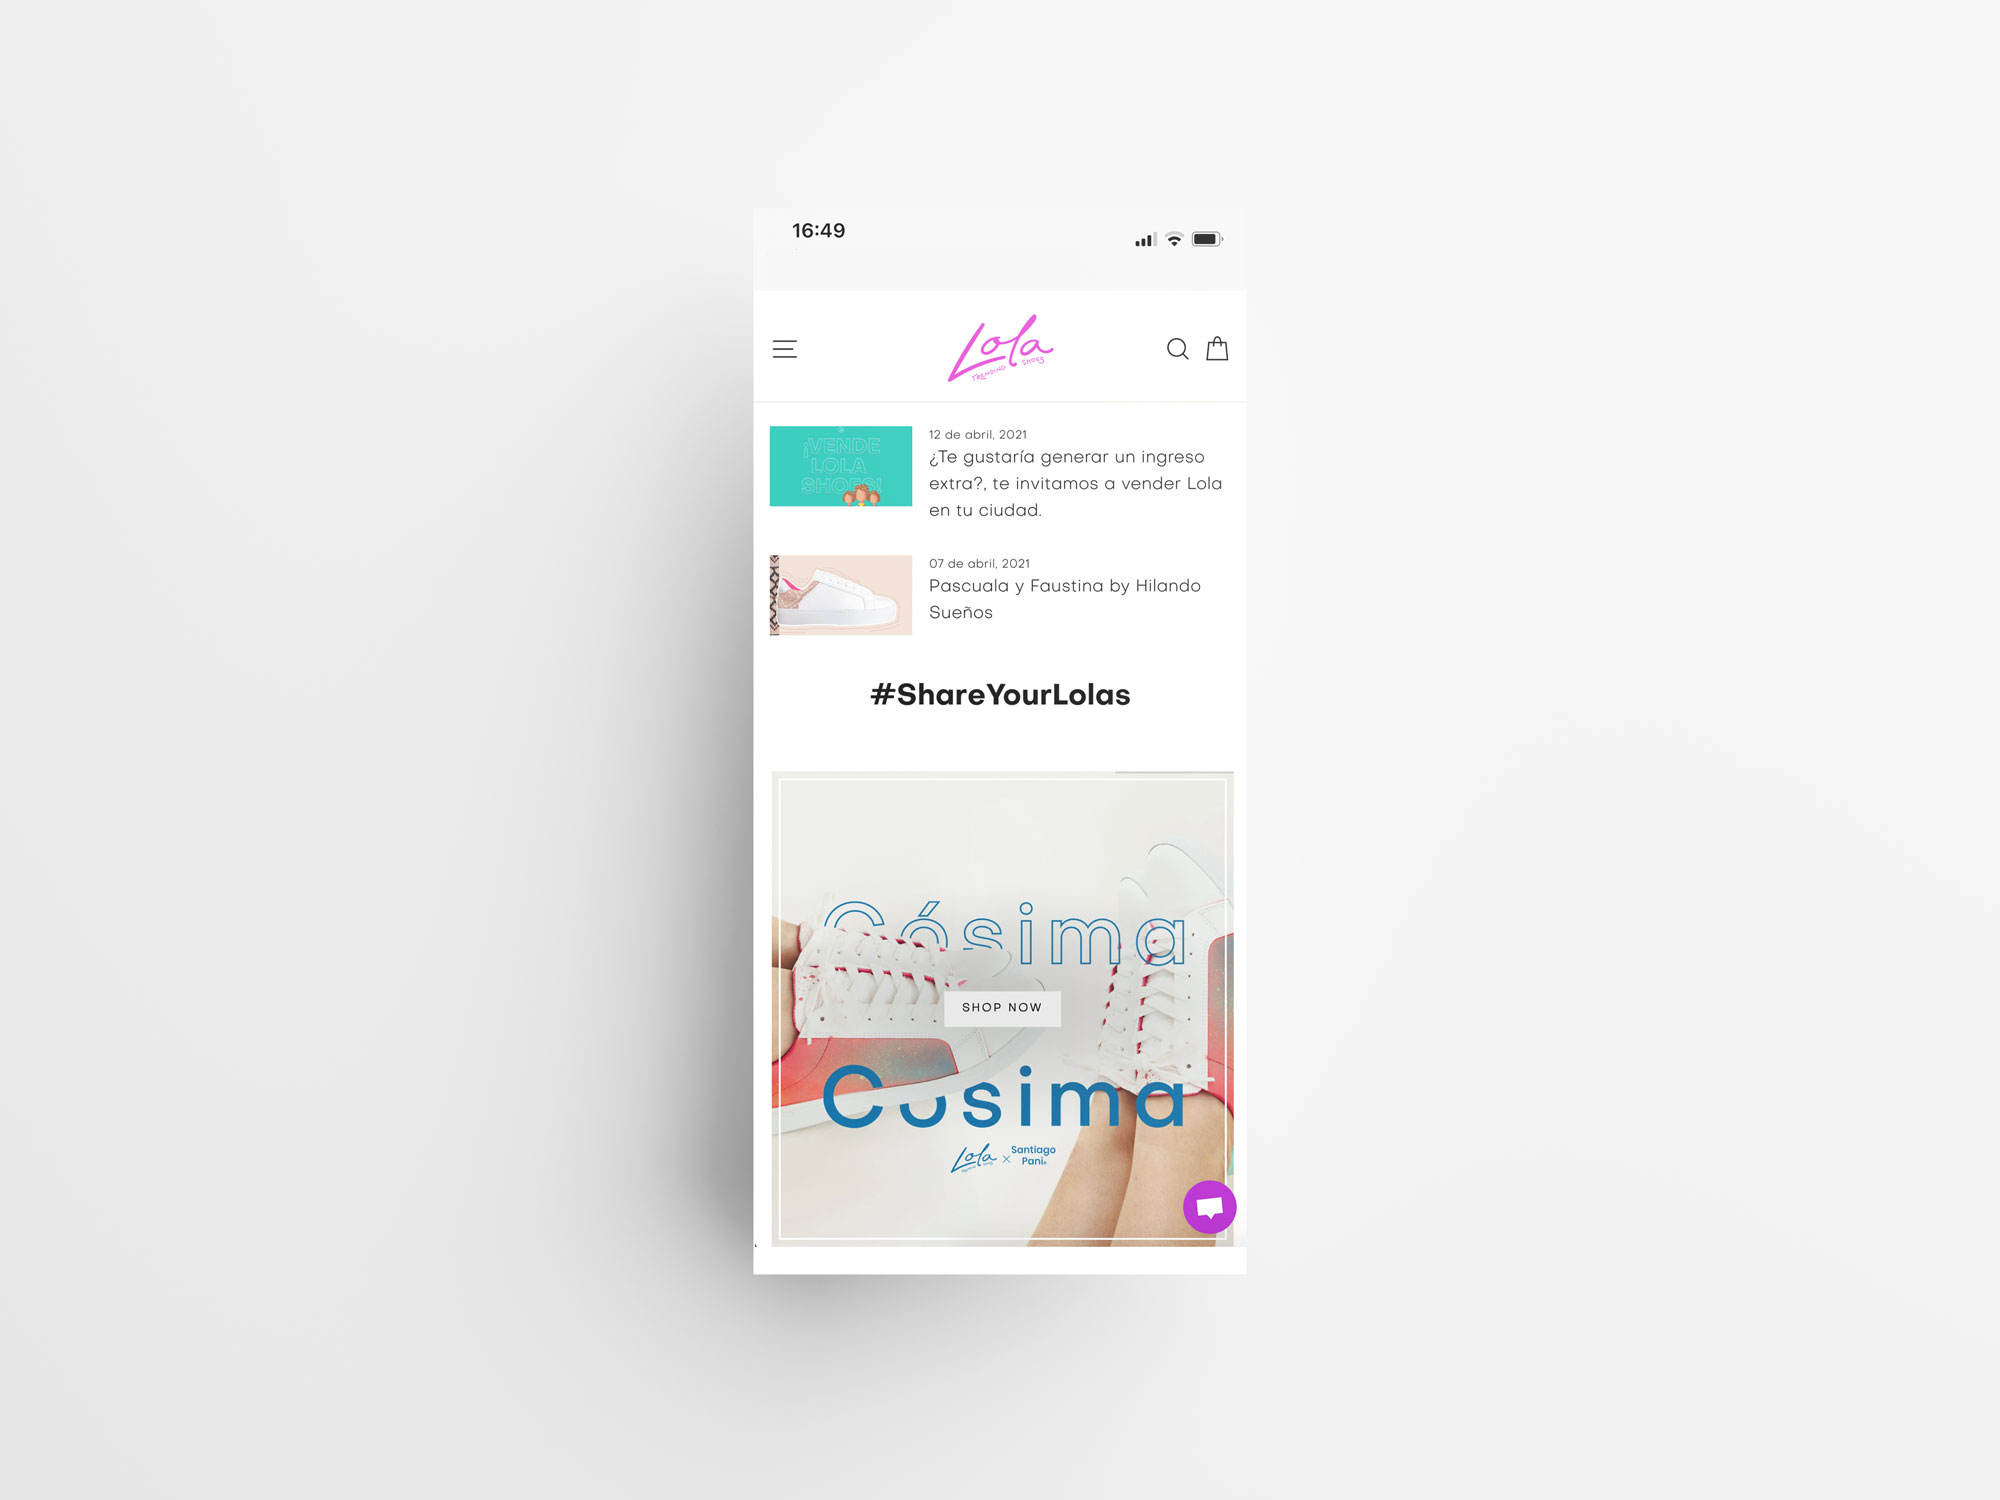 16:49
Lola
TRENDING SHOES
¡VENDE
LOLA
SHOES!
12 de abril, 2021
¿Te gustaría generar un ingreso
extra?, te invitamos a vender Lola
en tu ciudad.
07 de abril, 2021
Pascuala y Faustina by Hilando
Sueños
#ShareYourLolas
Cósima
SHOP NOW
Cosima
Lola × Santiago
Pani